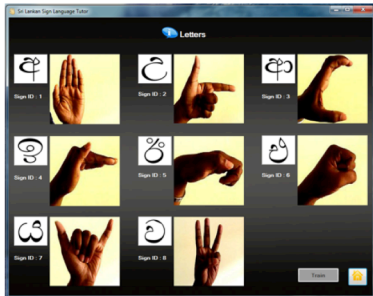 Sri Lankan Sign Language Tutor
Letters
අ
ආ
Sign ID : 1
Sign ID : 2
Sign ID : 3
ඉ
ඊ
Sign ID : 4
Sign ID : 5
Sign ID : 6
ය
ව
Sign ID : 7
Sign ID : 8
Train